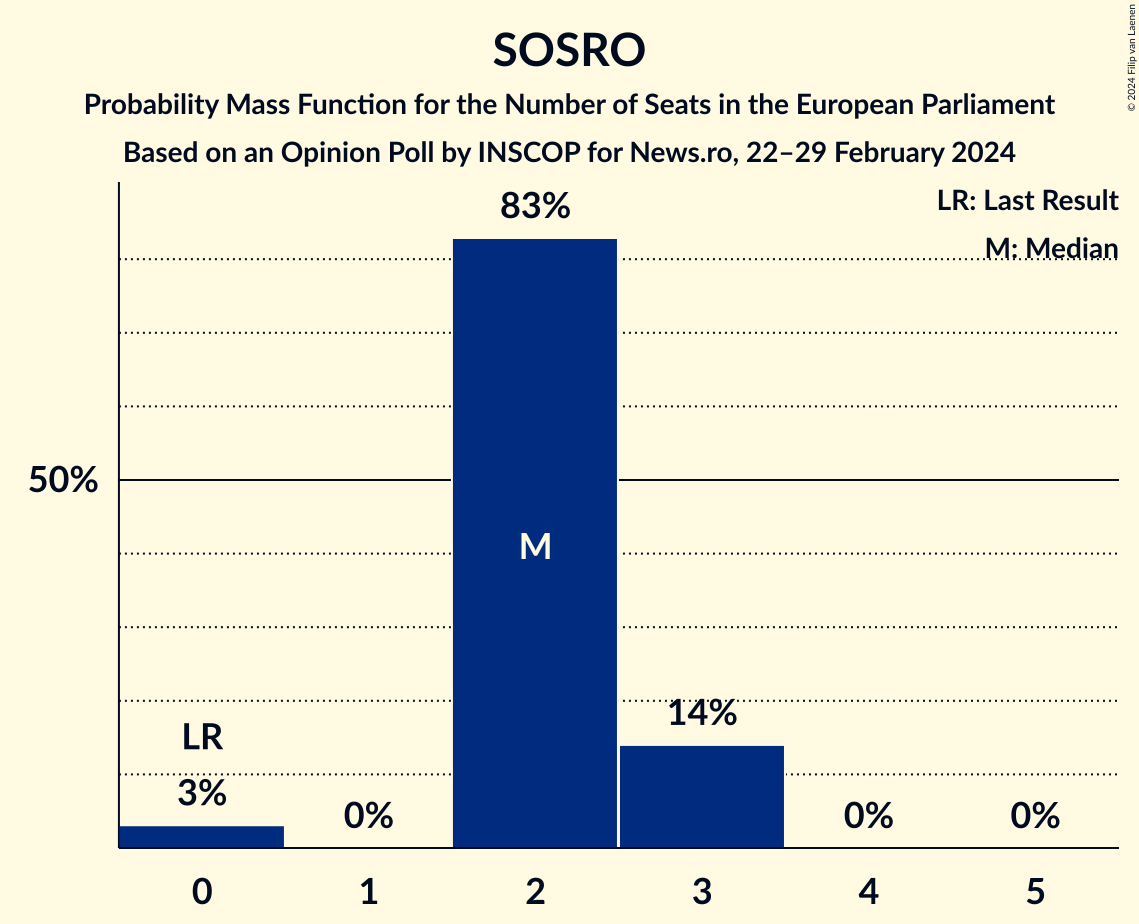 SOSRO
Probability Mass Function for the Number of Seats in the European Parliament
Based on an Opinion Poll by INSCOP for News.ro, 22–29 February 2024
© 2024 Filip van Laenen
LR: Last Result
M: Median
83%
50%
M
14%
LR
3%
0%
0%
0%
0 1 2 3 4 5